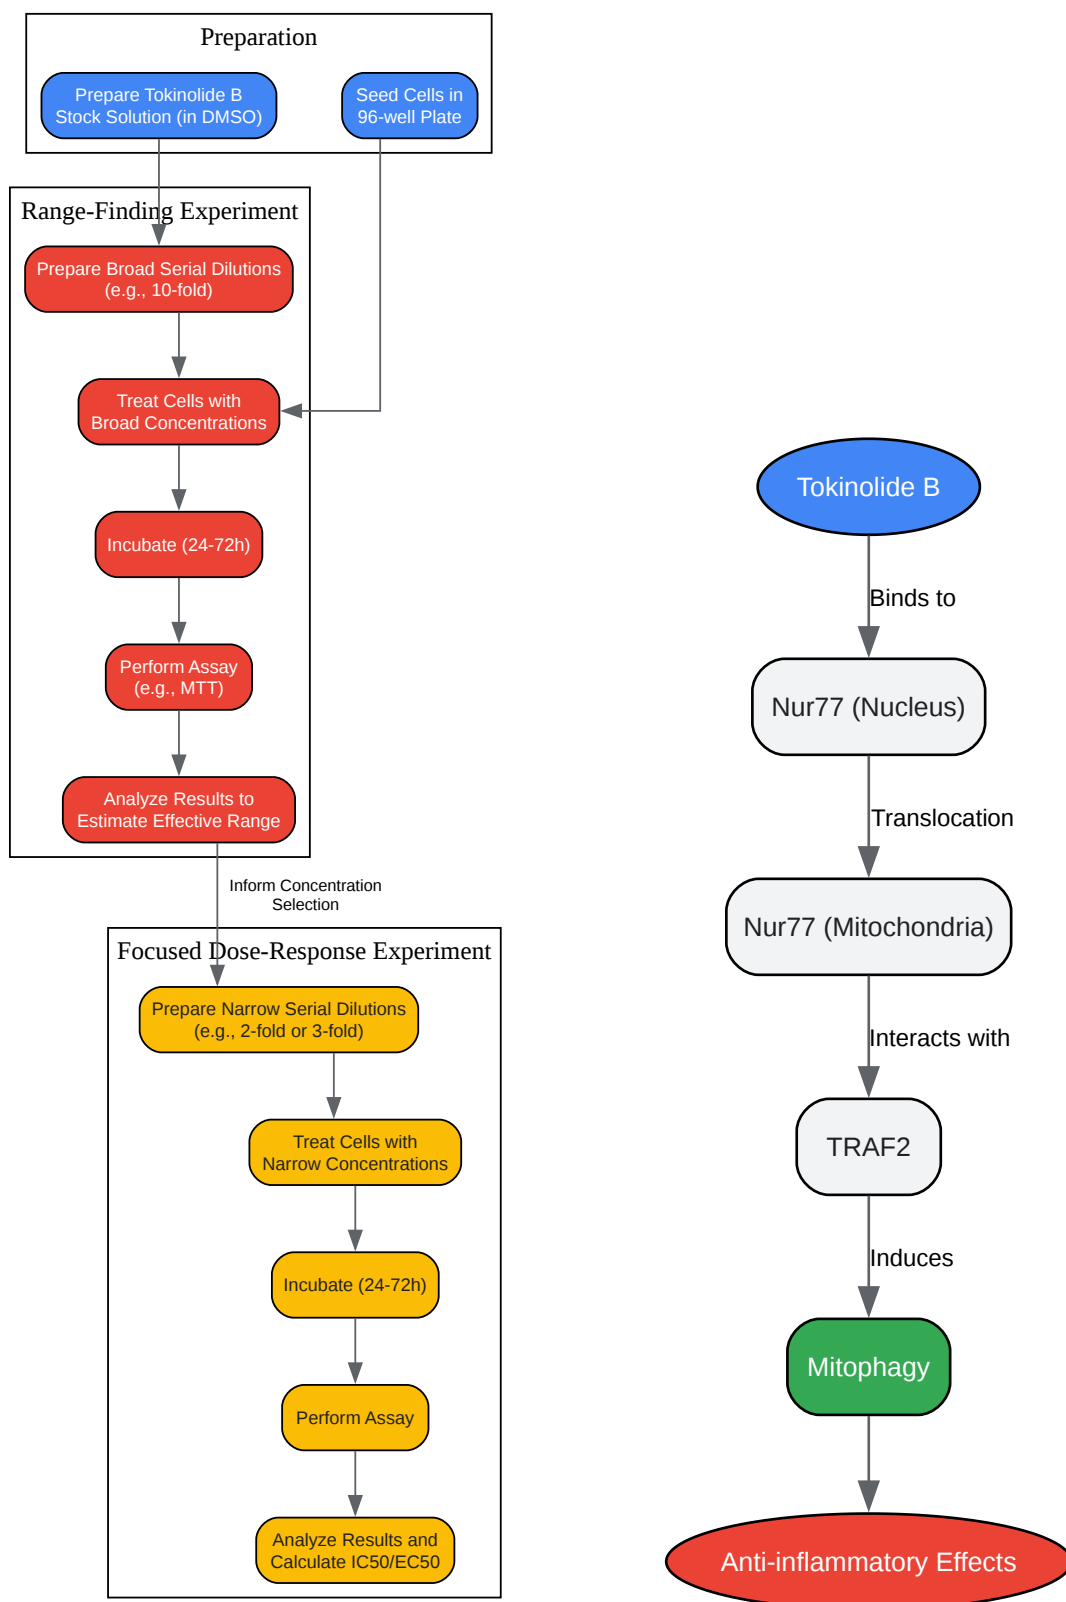 Preparation
Prepare Tokinolide B
Stock Solution (in DMSO)
Seed Cells in
96-well Plate
Range-Finding Experiment
Prepare Broad Serial Dilutions
(e.g., 10-fold)
Treat Cells with
Broad Concentrations
Incubate (24-72h)
Perform Assay
(e.g., MTT)
Analyze Results to
Estimate Effective Range
Inform Concentration
Selection
Focused Dose-Response Experiment
Prepare Narrow Serial Dilutions
(e.g., 2-fold or 3-fold)
Treat Cells with
Narrow Concentrations
Incubate (24-72h)
Perform Assay
Analyze Results and
Calculate IC50/EC50
Tokinolide B
Binds to
Nur77 (Nucleus)
Translocation
Nur77 (Mitochondria)
Interacts with
TRAF2
Induces
Mitophagy
Anti-inflammatory Effects